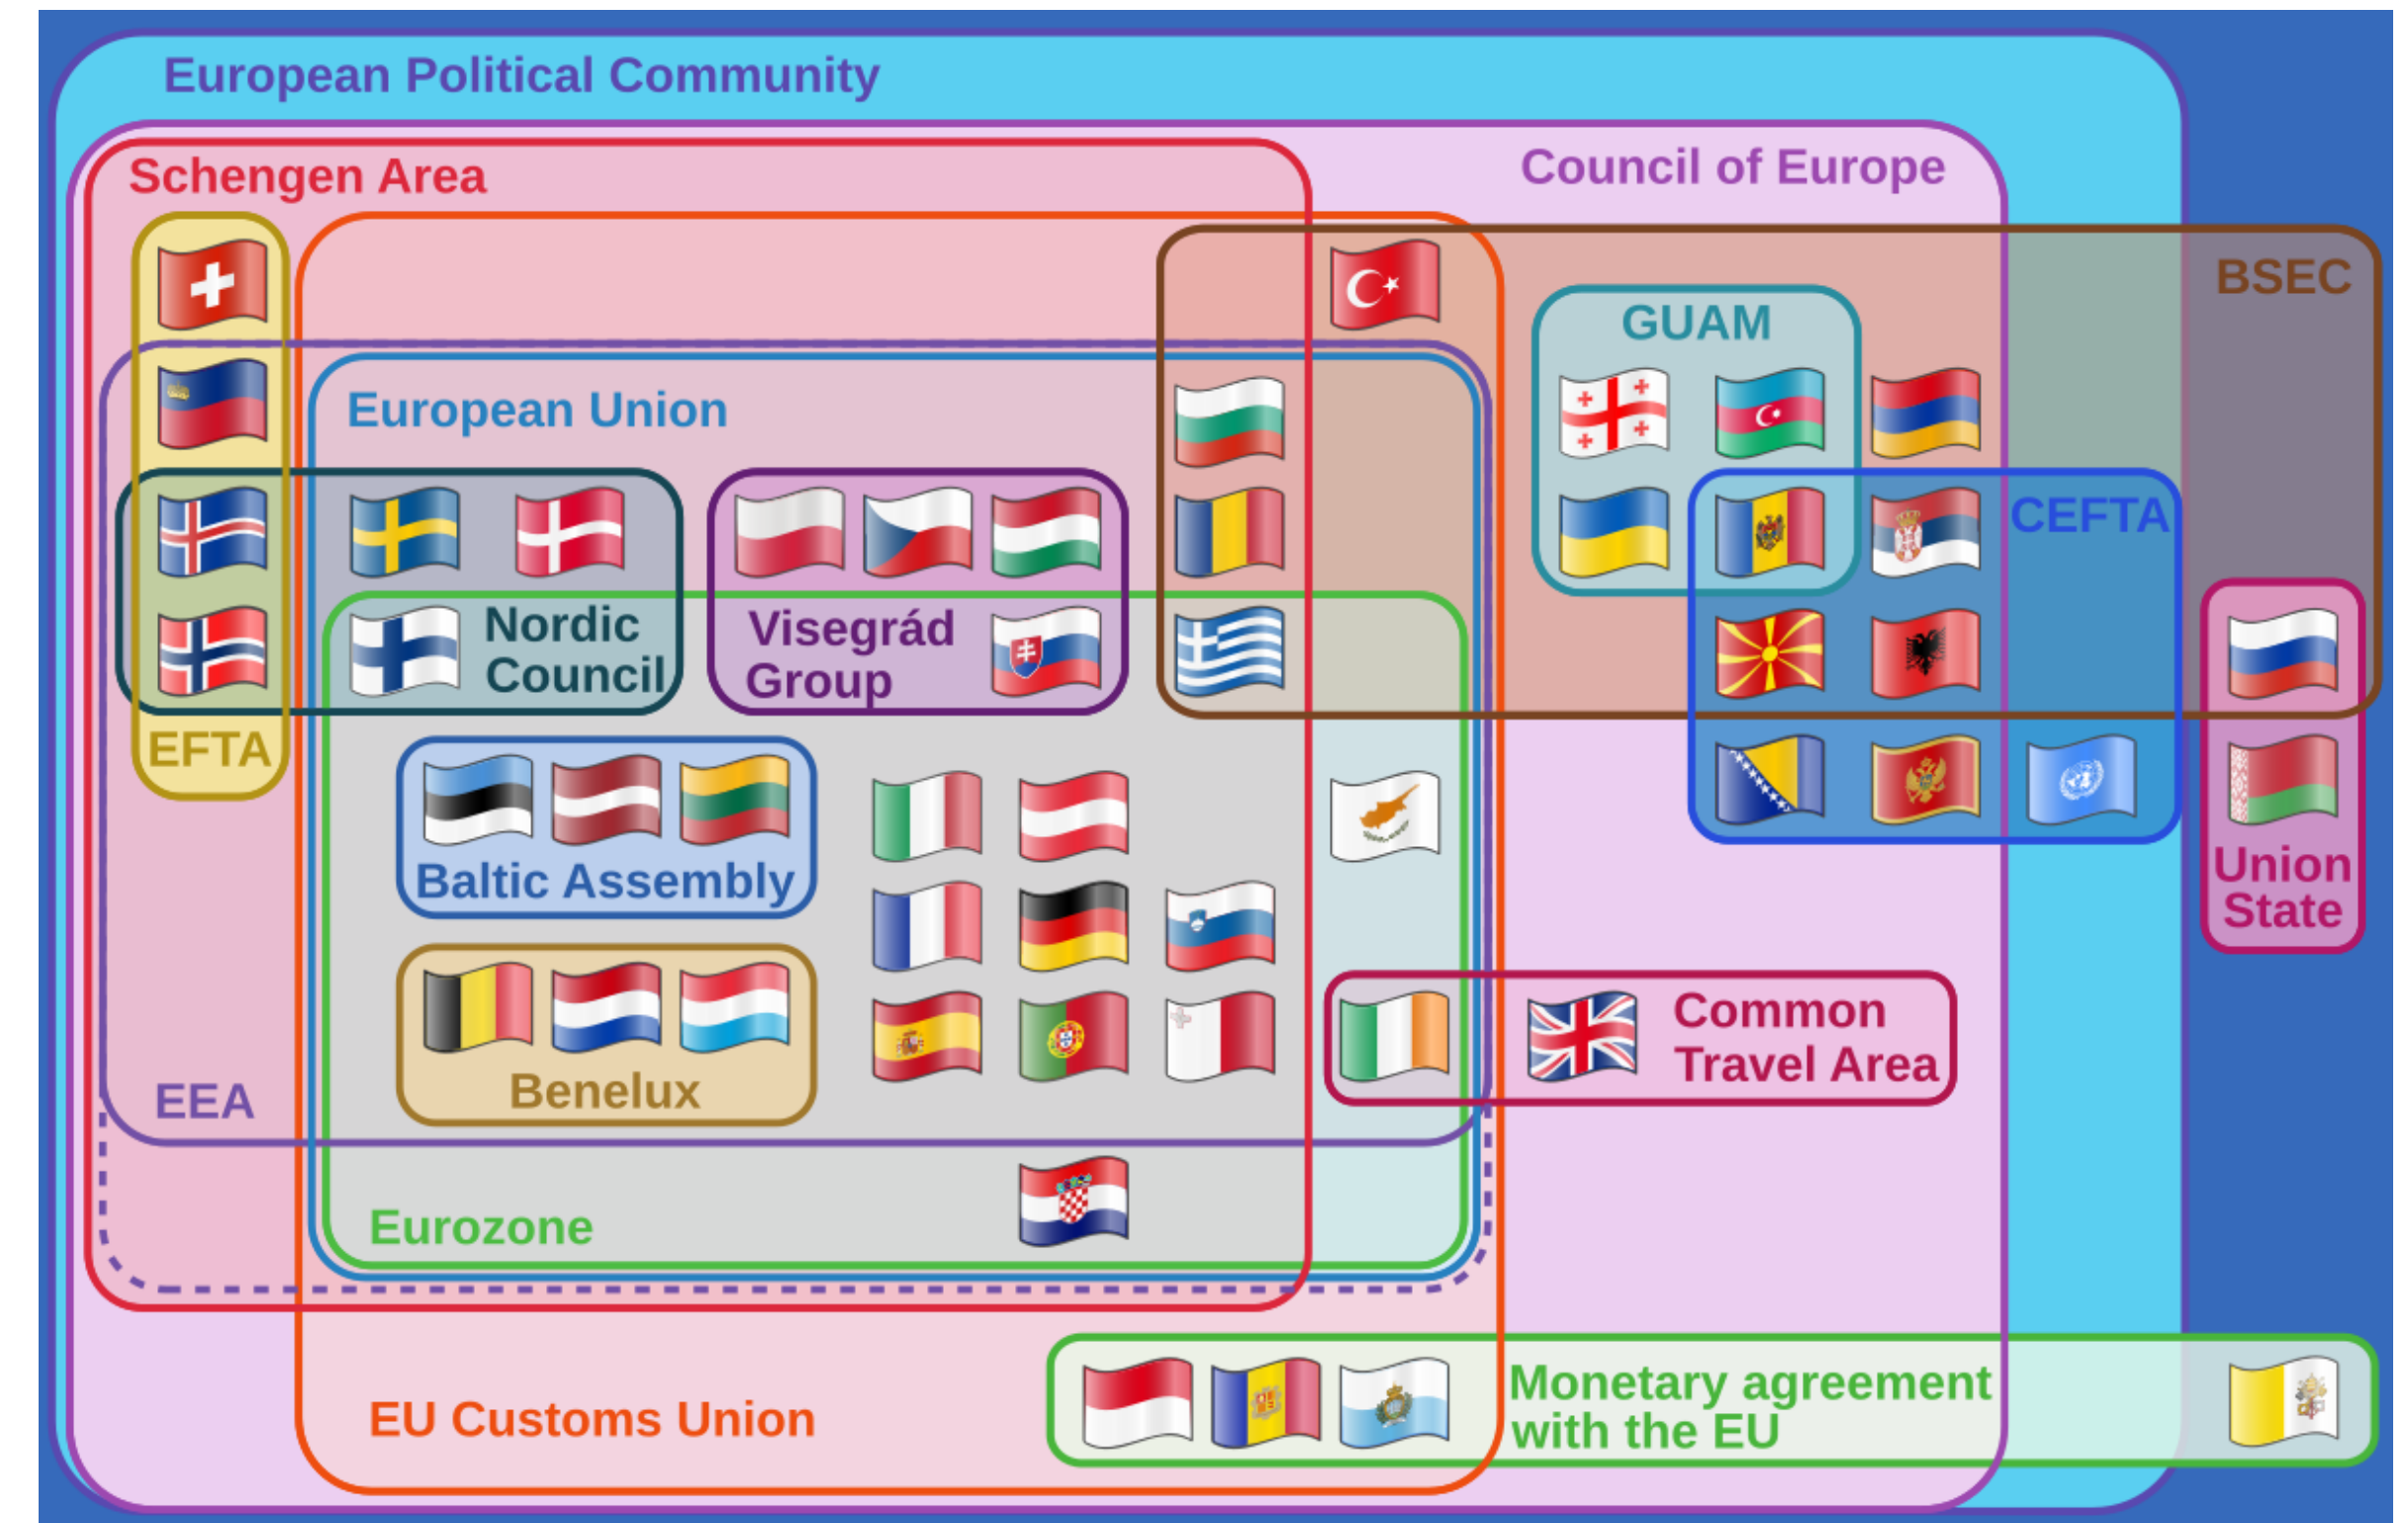 European Political Community
Schengen Area
Council of Europe
BSEC
GUAM
European Union
CEFTA
Nordic
Council
Visegrád
Group
EFTA
Baltic Assembly
Union
State
Benelux
Common
Travel Area
EEA
Eurozone
EU Customs Union
Monetary agreement
with the EU